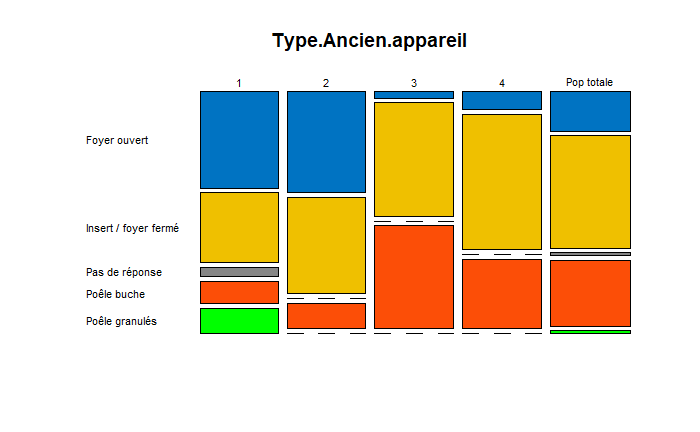 Type.Ancien.appareil
1 2 3 4 Pop totale
Foyer ouvert
Insert / foyer fermé
Pas de réponse
Poêle buche
Poêle granulés